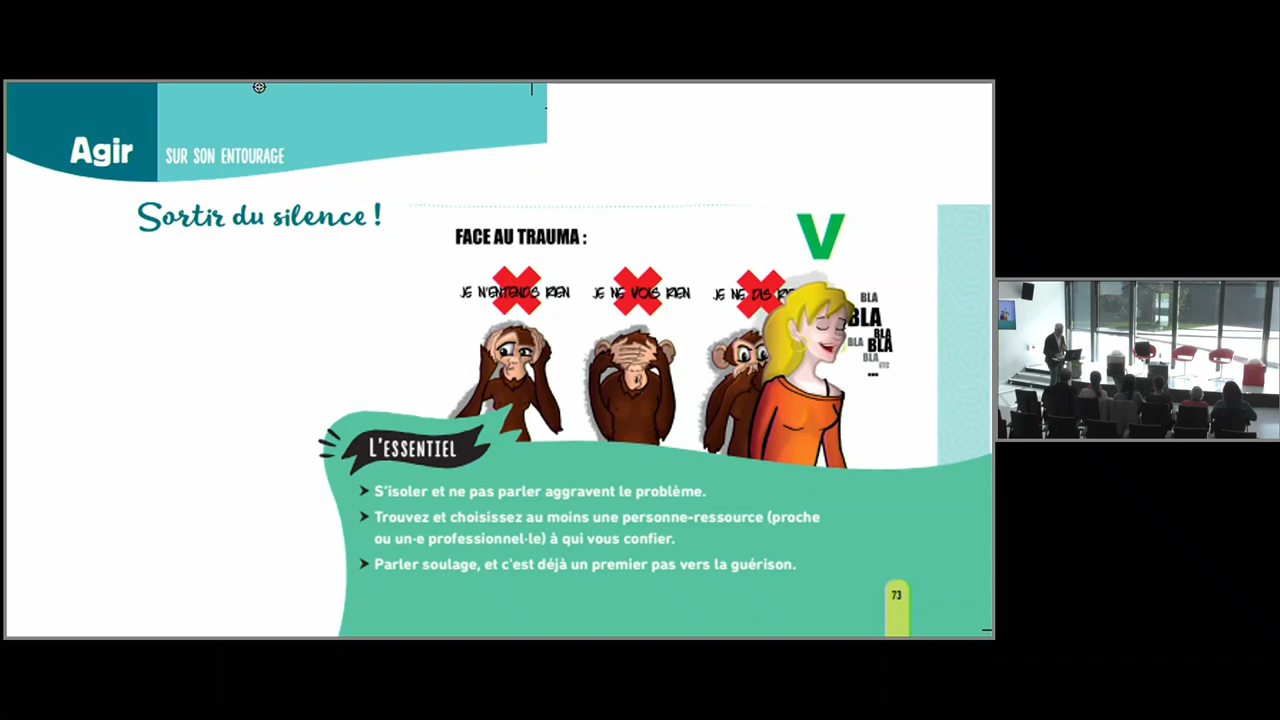 Agir
SUR SON ENTOURAGE
Sortir du silence !
FACE AU TRAUMA :
V
JE N'ENTENDS RIEN
JE NE VOIS RIEN
JE NE DIS
BLA
BLA
BLA
BLA
BLA
BLA
ETC
...
L'ESSENTIEL
➤ S'isoler et ne pas parler aggravent le problème.
➤ Trouvez et choisissez au moins une personne-ressource (proche
ou un·e professionnel·le) à qui vous confier.
➤ Parler soulage, et c'est déjà un premier pas vers la guérison.
73